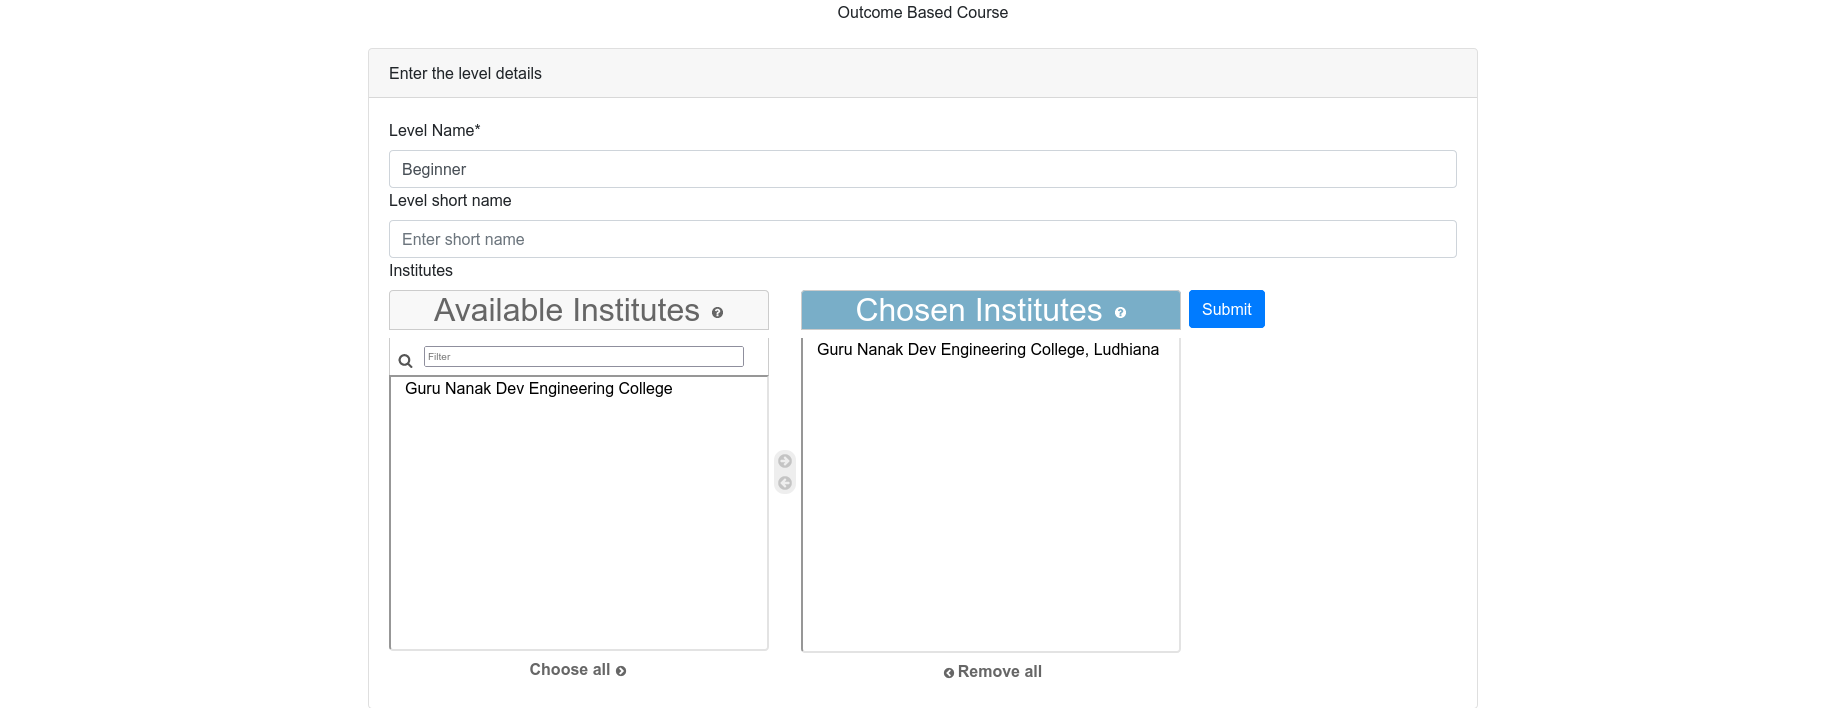 Outcome Based Course
Enter the level details
Level Name*
Beginner
Level short name
Enter short name
Institutes
Available Institutes ?
Chosen Institutes ?
Submit
Filter
Guru Nanak Dev Engineering College
Guru Nanak Dev Engineering College, Ludhiana
Choose all
Remove all